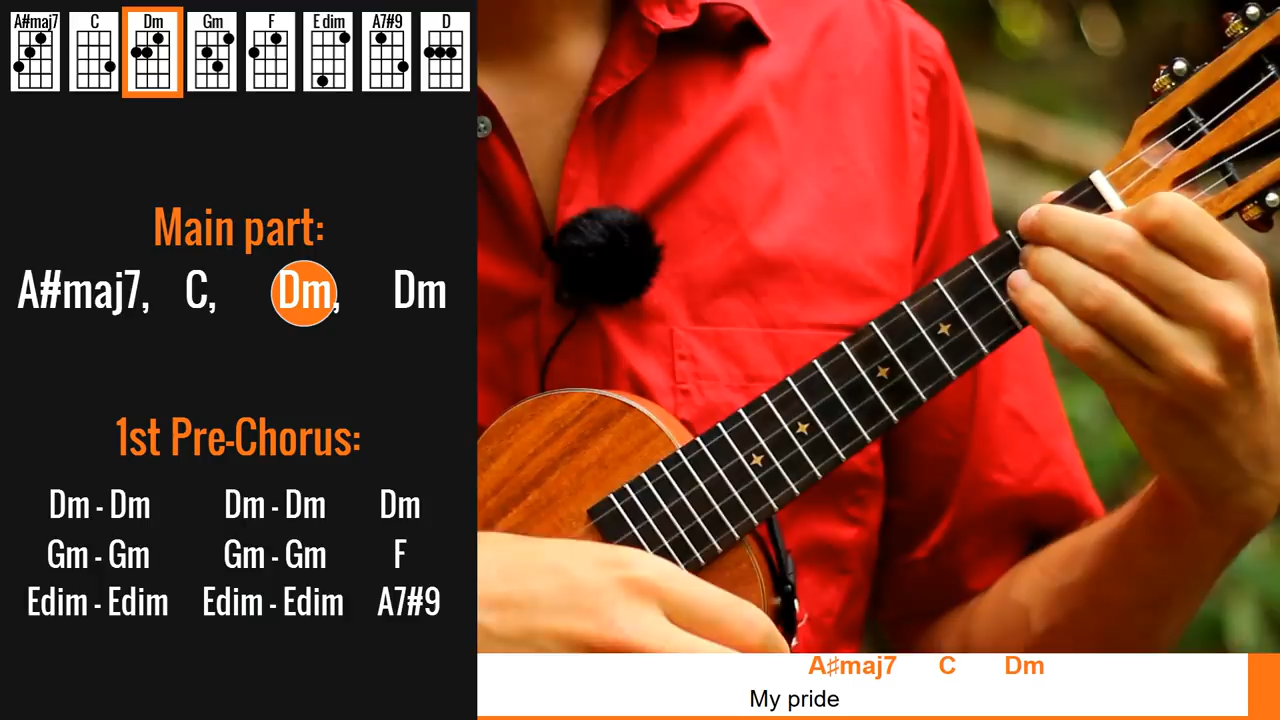 A#maj7 C Dm Gm F E dim A7#9 D
Main part:
A#maj7, C, Dm, Dm
1st Pre-Chorus:
Dm - Dm Dm - Dm Dm
Gm - Gm Gm - Gm F
Edim - Edim Edim - Edim A7#9
A♯maj7 C Dm
My pride